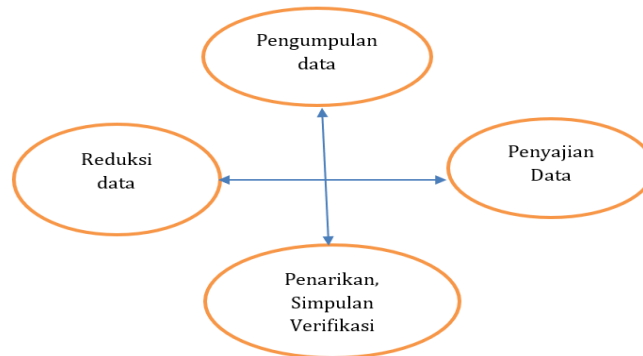 Pengumpulan
data
Reduksi
data
Penyajian
Data
Penarikan,
Simpulan
Verifikasi